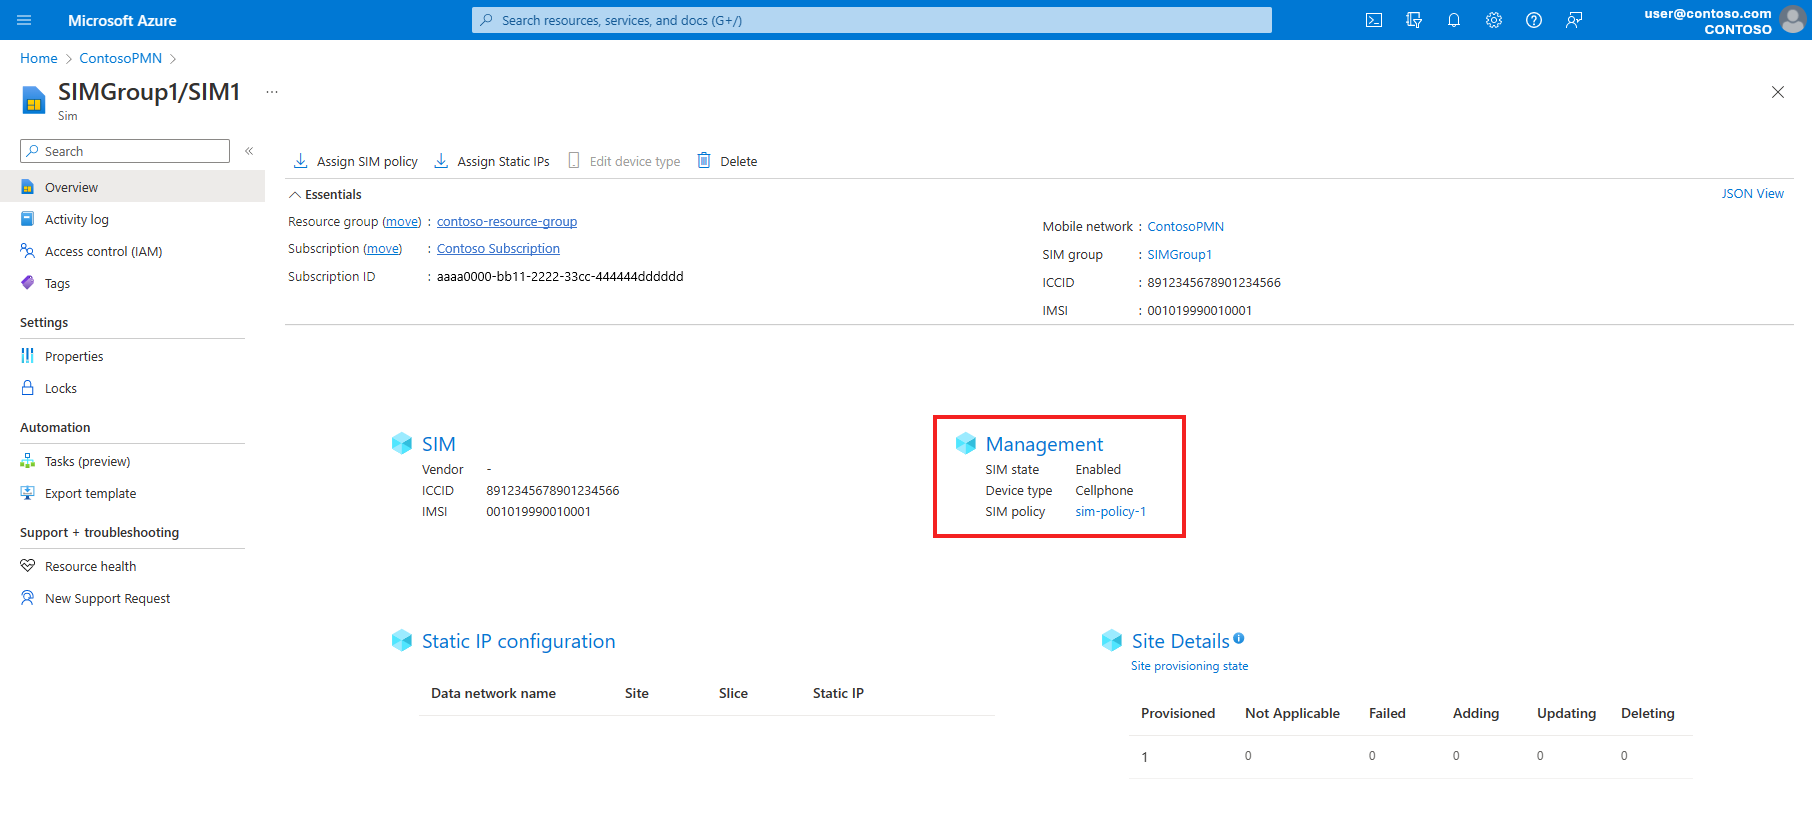 Microsoft Azure
Search resources, services, and docs (G+/)
user@contoso.com
CONTOSO
Home > ContosoPMN >
SIMGroup1/SIM1 ...
Sim
Search «
Assign SIM policy Assign Static IPs Edit device type Delete
Overview
Activity log
Access control (IAM)
Tags
Settings
Properties
Locks
Automation
Tasks (preview)
Export template
Support + troubleshooting
Resource health
New Support Request
Essentials
JSON View
Resource group (move) : contoso-resource-group
Subscription (move) : Contoso Subscription
Subscription ID : aaaa0000-bb11-2222-33cc-444444dddddd
Mobile network : ContosoPMN
SIM group : SIMGroup1
ICCID : 8912345678901234566
IMSI : 001019990010001
SIM
Vendor -
ICCID 8912345678901234566
IMSI 001019990010001
Management
SIM state Enabled
Device type Cellphone
SIM policy sim-policy-1
Static IP configuration
Data network name Site Slice Static IP
Site Details
Site provisioning state
Provisioned Not Applicable Failed Adding Updating Deleting
1 0 0 0 0 0